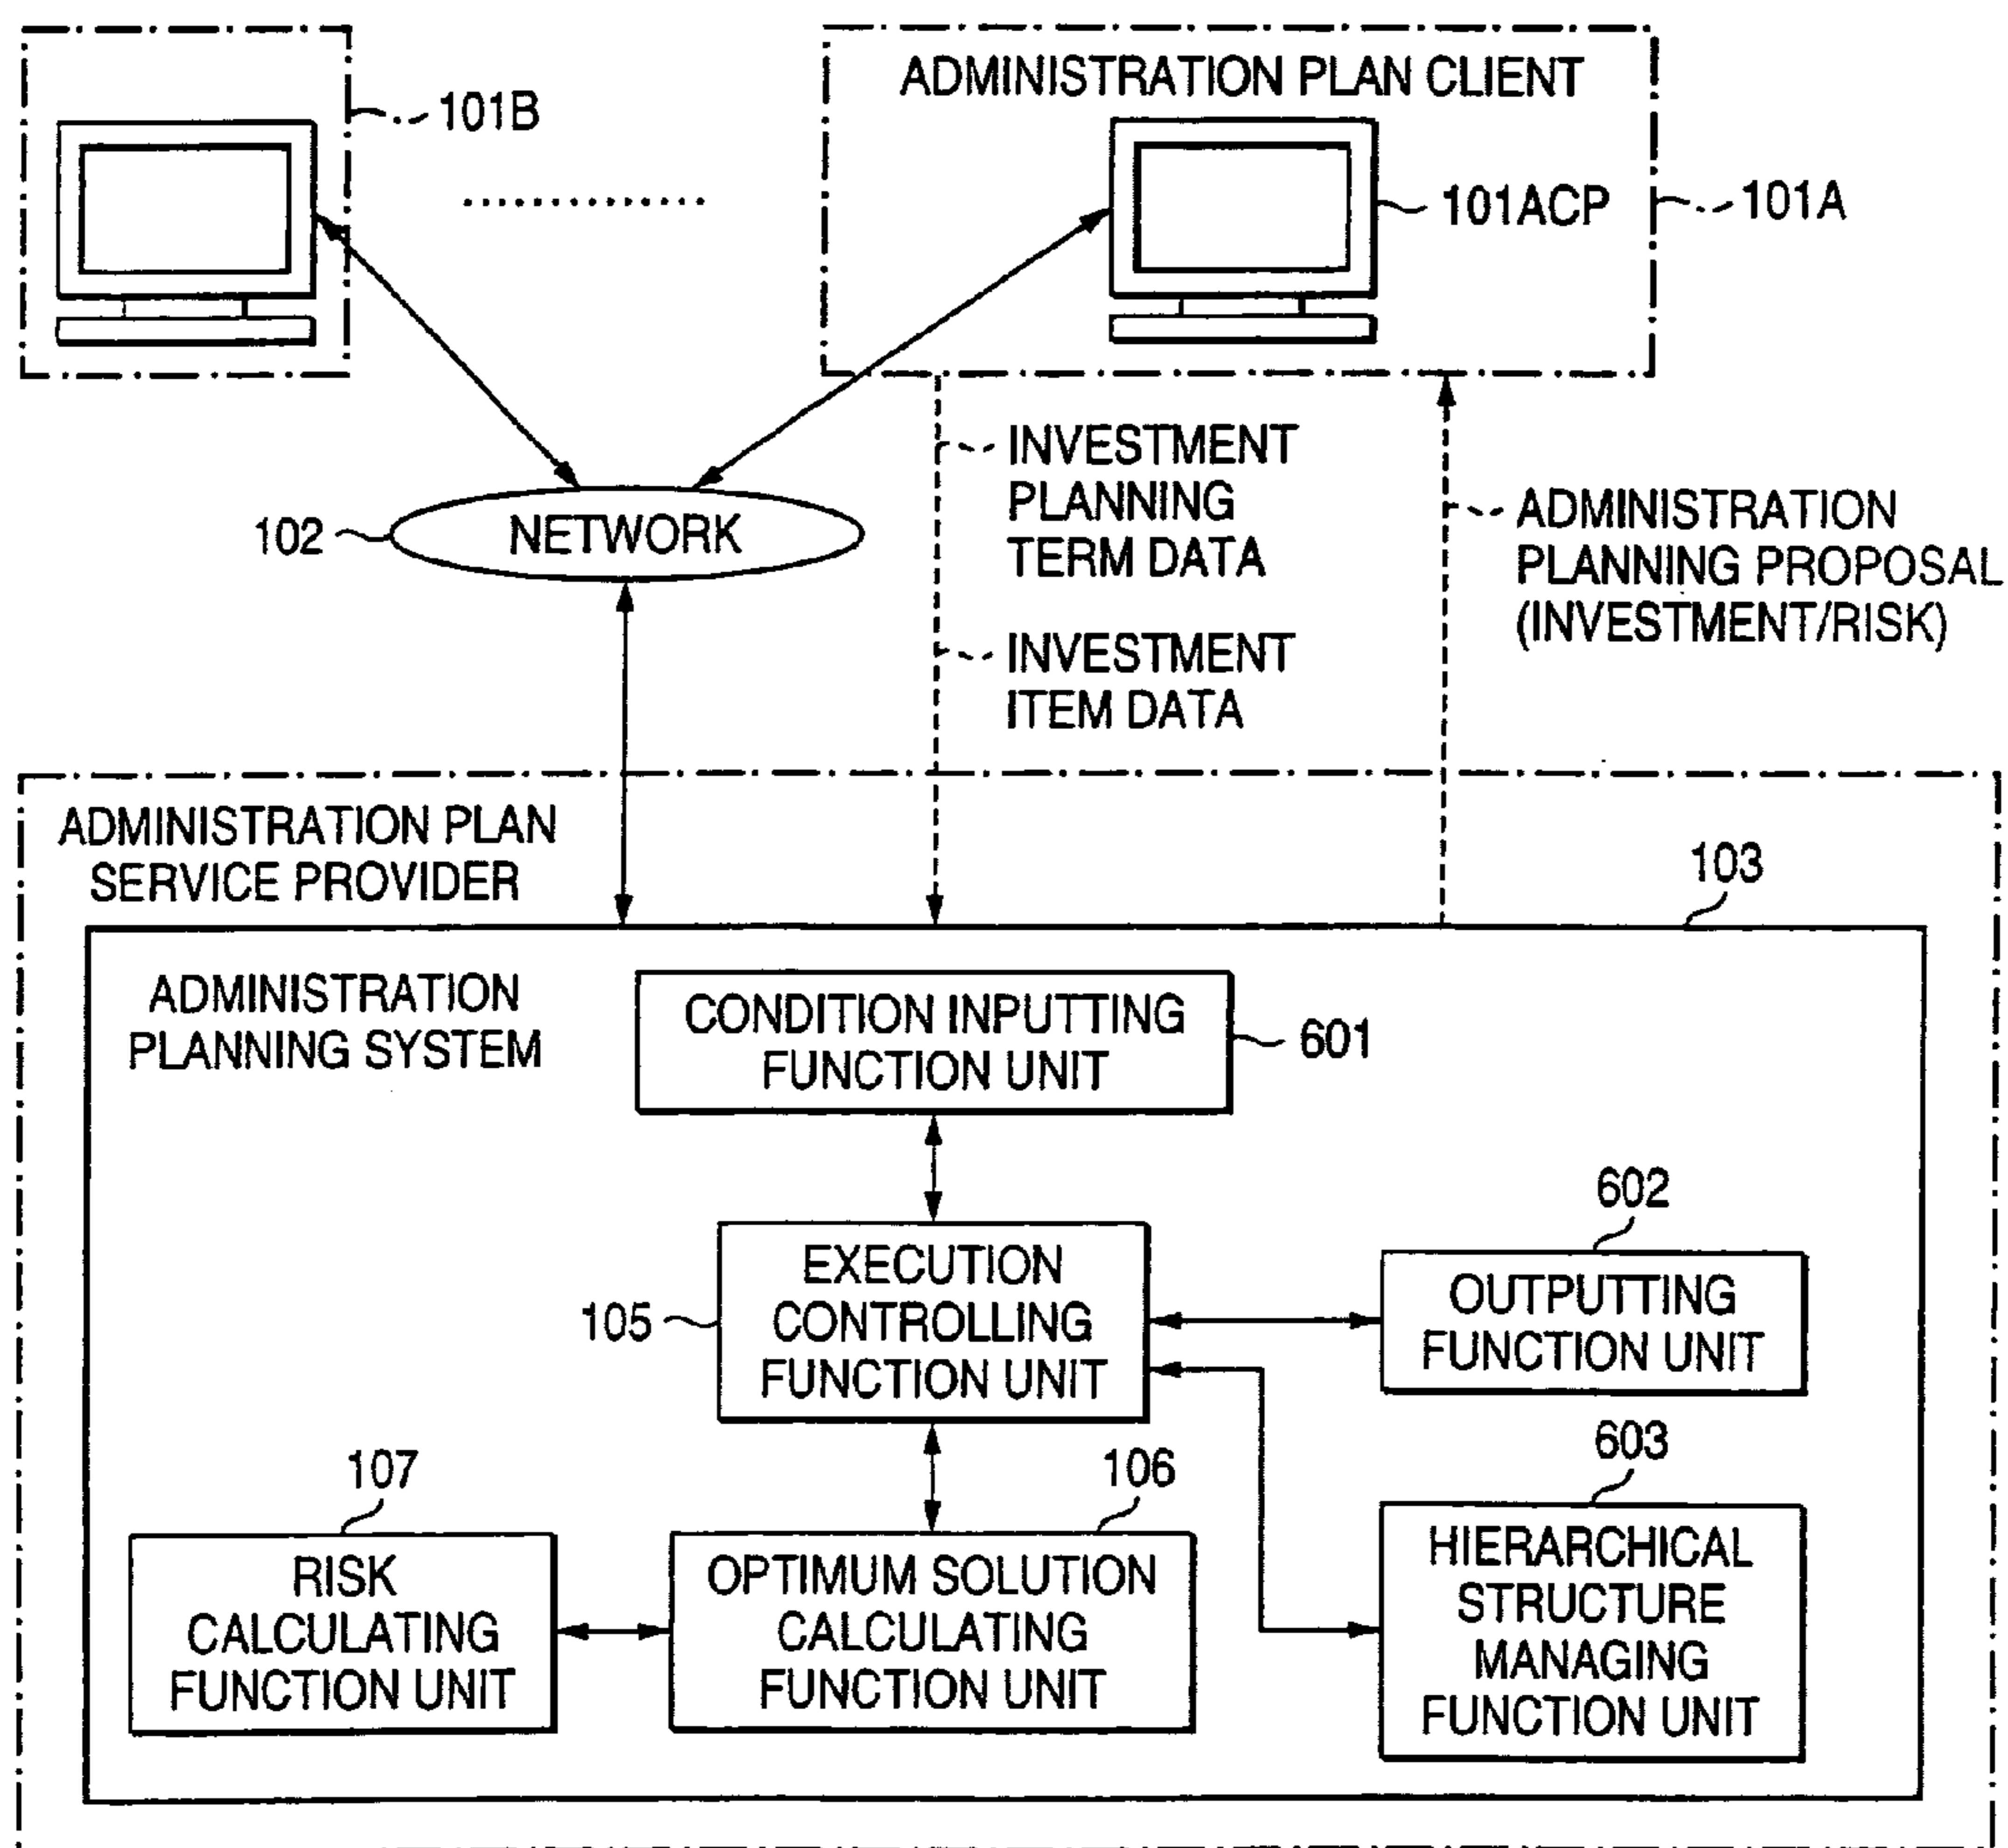 101B
ADMINISTRATION PLAN CLIENT
101ACP
101A
102
NETWORK
INVESTMENT
PLANNING
TERM DATA
INVESTMENT
ITEM DATA
ADMINISTRATION
PLANNING PROPOSAL
(INVESTMENT/RISK)
ADMINISTRATION PLAN
SERVICE PROVIDER
103
ADMINISTRATION
PLANNING SYSTEM
CONDITION INPUTTING
FUNCTION UNIT
601
105
EXECUTION
CONTROLLING
FUNCTION UNIT
602
OUTPUTTING
FUNCTION UNIT
107
RISK
CALCULATING
FUNCTION UNIT
106
OPTIMUM SOLUTION
CALCULATING
FUNCTION UNIT
603
HIERARCHICAL
STRUCTURE
MANAGING
FUNCTION UNIT